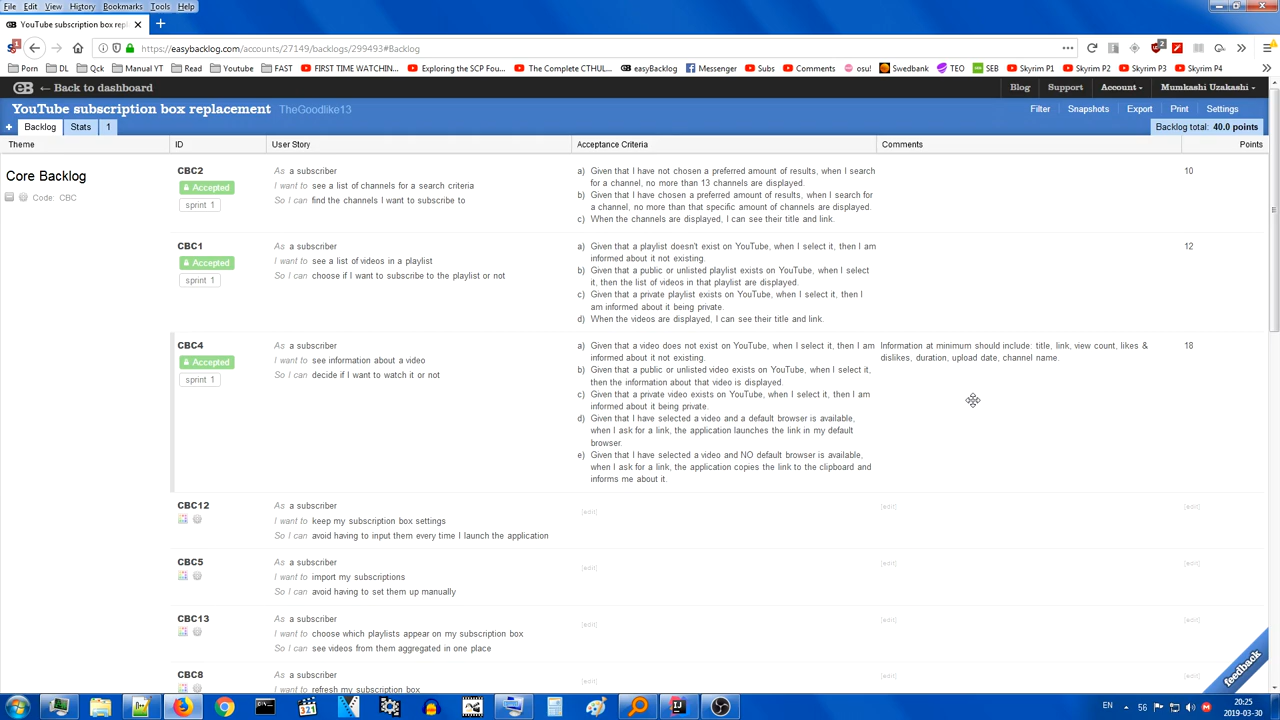 File Edit View History Bookmarks Tools Help
YouTube subscription box rep
https://easybacklog.com/accounts/27149/backlogs/299493#Backlog
Porn DL Qck Manual YT Read Youtube FAST FIRST TIME WATCHIN... Exploring the SCP Fou... The Complete CTHUL... easyBacklog Messenger Subs Comments osu! Swedbank TEO SEB Skyrim P1 Skyrim P2 Skyrim P3 Skyrim P4
← Back to dashboard Blog Support Account Mumkashi Uzakashi
YouTube subscription box replacement TheGoodlike13 Filter Snapshots Export Print Settings
+ Backlog Stats 1 Backlog total: 40.0 points
Theme ID User Story Acceptance Criteria Comments Points
Core Backlog
Code: CBC
CBC2
Accepted
sprint 1
As a subscriber
I want to see a list of channels for a search criteria
So I can find the channels I want to subscribe to
a) Given that I have not chosen a preferred amount of results, when I search
for a channel, no more than 13 channels are displayed.
b) Given that I have chosen a preferred amount of results, when I search for
a channel, no more than that specific amount of channels are displayed.
c) When the channels are displayed, I can see their title and link.
10
CBC1
Accepted
sprint 1
As a subscriber
I want to see a list of videos in a playlist
So I can choose if I want to subscribe to the playlist or not
a) Given that a playlist doesn't exist on YouTube, when I select it, then I am
informed about it not existing.
b) Given that a public or unlisted playlist exists on YouTube, when I select
it, then the list of videos in that playlist are displayed.
c) Given that a private playlist exists on YouTube, when I select it, then I
am informed about it being private.
d) When the videos are displayed, I can see their title and link.
12
CBC4
Accepted
sprint 1
As a subscriber
I want to see information about a video
So I can decide if I want to watch it or not
a) Given that a video does not exist on YouTube, when I select it, then I am
informed about it not existing.
b) Given that a public or unlisted video exists on YouTube, when I select it,
then the information about that video is displayed.
c) Given that a private video exists on YouTube, when I select it, then I am
informed about it being private.
d) Given that I have selected a video and a default browser is available,
when I ask for a link, the application launches the link in my default
browser.
e) Given that I have selected a video and NO default browser is available,
when I ask for a link, the application copies the link to the clipboard and
informs me about it.
Information at minimum should include: title, link, view count, likes &
dislikes, duration, upload date, channel name.
18
CBC12
As a subscriber
I want to keep my subscription box settings
So I can avoid having to input them every time I launch the application
[edit] [edit] [edit]
CBC5
As a subscriber
I want to import my subscriptions
So I can avoid having to set them up manually
[edit] [edit] [edit]
CBC13
As a subscriber
I want to choose which playlists appear on my subscription box
So I can see videos from them aggregated in one place
[edit] [edit] [edit]
CBC8
As a subscriber
I want to refresh my subscription box
[edit] [edit] [edit]
feedback
EN 56 20:25
2019-03-30